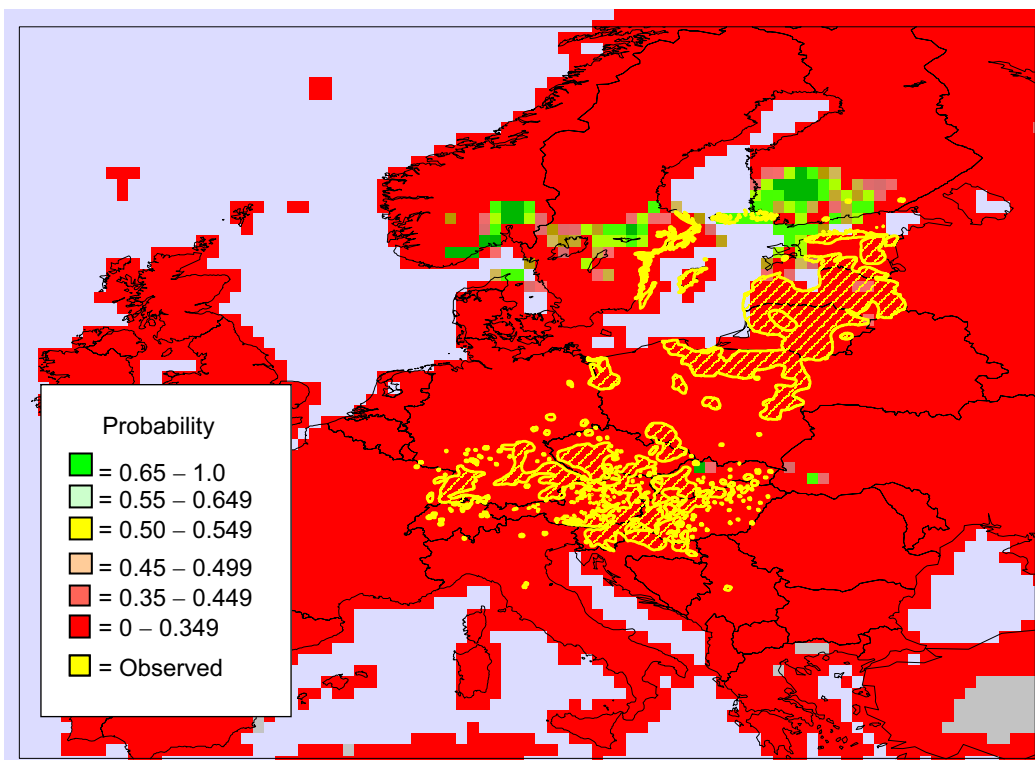 Probability
= 0.65 – 1.0
= 0.55 – 0.649
= 0.50 – 0.549
= 0.45 – 0.499
= 0.35 – 0.449
= 0 – 0.349
= Observed